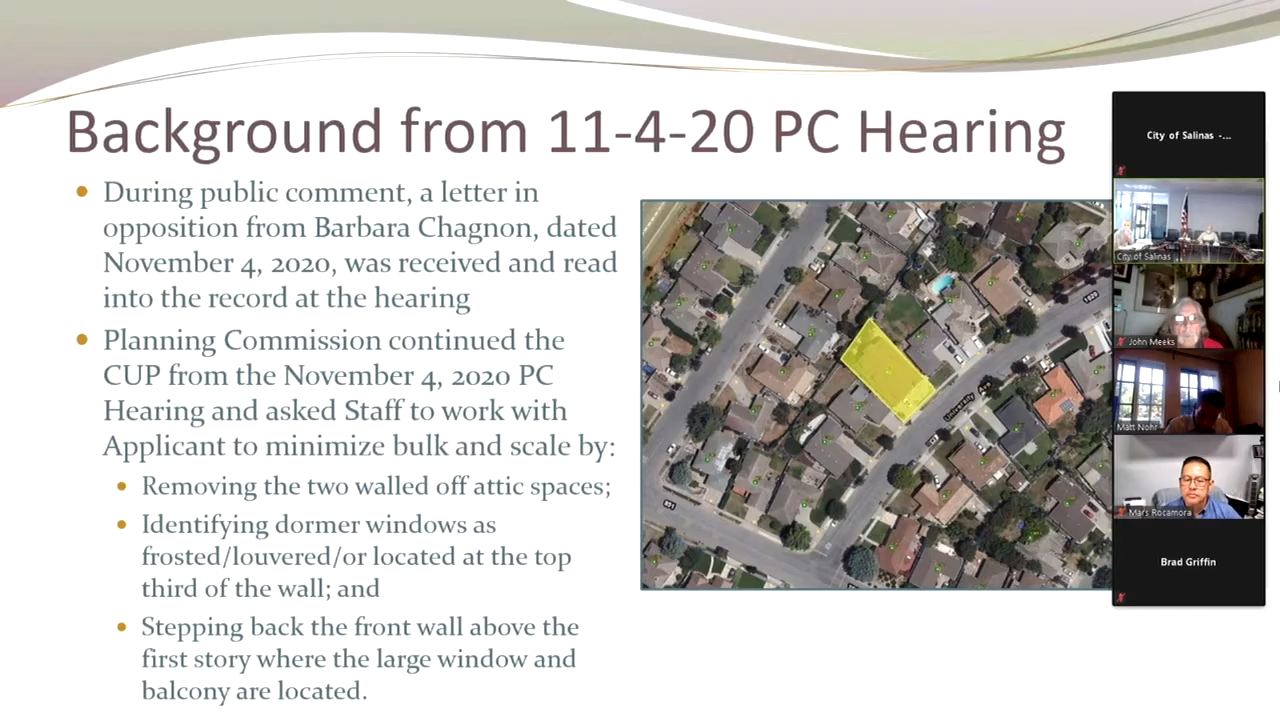 Background from 11-4-20 PC Hearing
During public comment, a letter in
opposition from Barbara Chagnon, dated
November 4, 2020, was received and read
into the record at the hearing
Planning Commission continued the
CUP from the November 4, 2020 PC
Hearing and asked Staff to work with
Applicant to minimize bulk and scale by:
Removing the two walled off attic spaces;
Identifying dormer windows as
frosted/louvered/or located at the top
third of the wall; and
Stepping back the front wall above the
first story where the large window and
balcony are located.
University Ave
City of Salinas -...
City of Salinas
John Meeks
Matt Nohr
Mars Rocamora
Brad Griffin